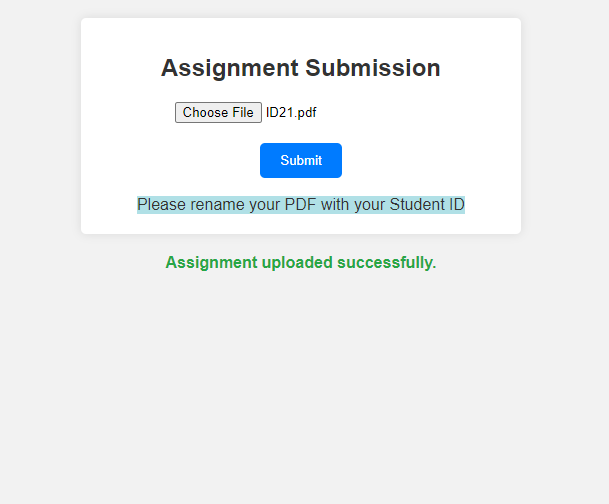 Assignment Submission
Choose File ID21.pdf
Submit
Please rename your PDF with your Student ID
Assignment uploaded successfully.